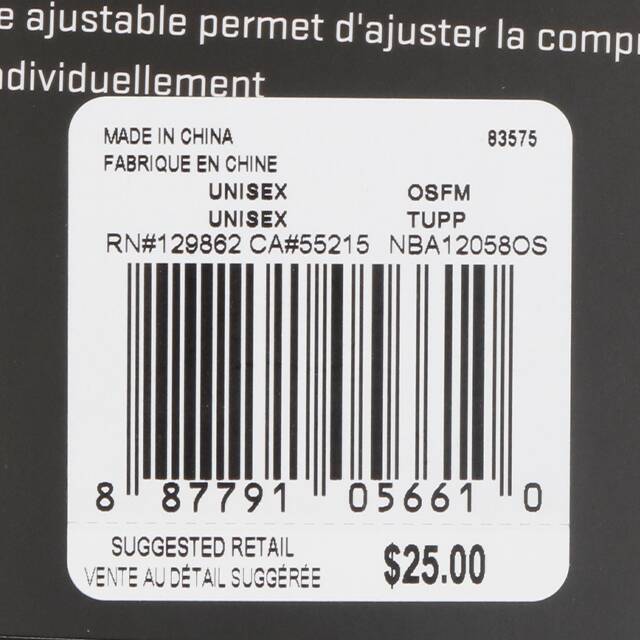 e ajustable permet d'ajuster la compr
ndividuellement
MADE IN CHINA 83575
FABRIQUE EN CHINE
UNISEX OSFM
UNISEX TUPP
RN#129862 CA#55215 NBA12058OS
8 87791 05661 0
SUGGESTED RETAIL
VENTE AU DÉTAIL SUGGÉRÉE $25.00